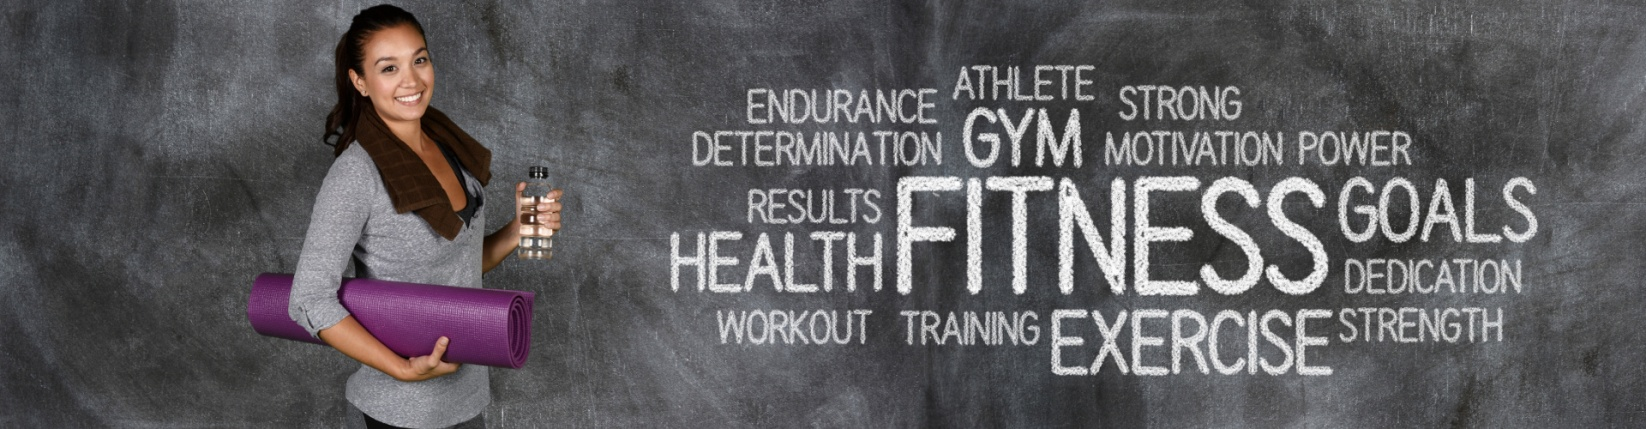 ATHLETE
ENDURANCE STRONG
DETERMINATION GYM MOTIVATION POWER
RESULTS FITNESS GOALS
HEALTH DEDICATION
WORKOUT TRAINING EXERCISE STRENGTH